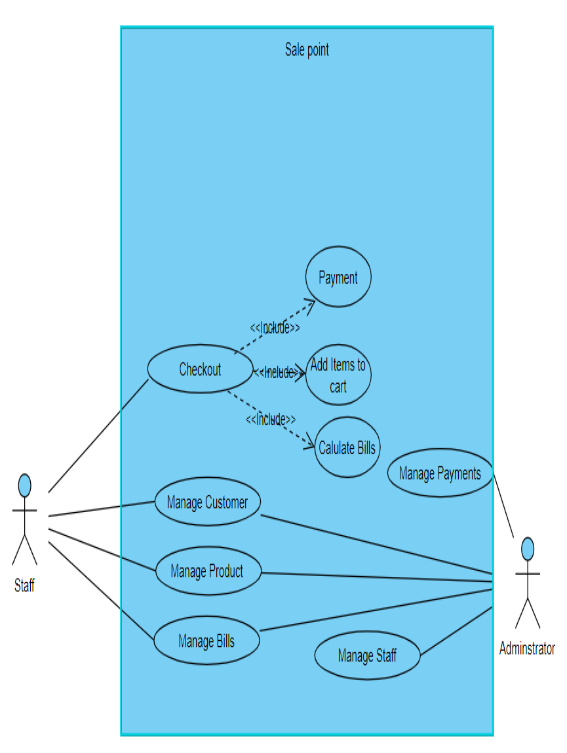 Sale point
Payment
<<Include>>
Checkout
<<Include>>
Add Items to
cart
<<Include>>
Calulate Bills
Manage Payments
Manage Customer
Staff
Manage Product
Manage Bills
Manage Staff
Adminstrator